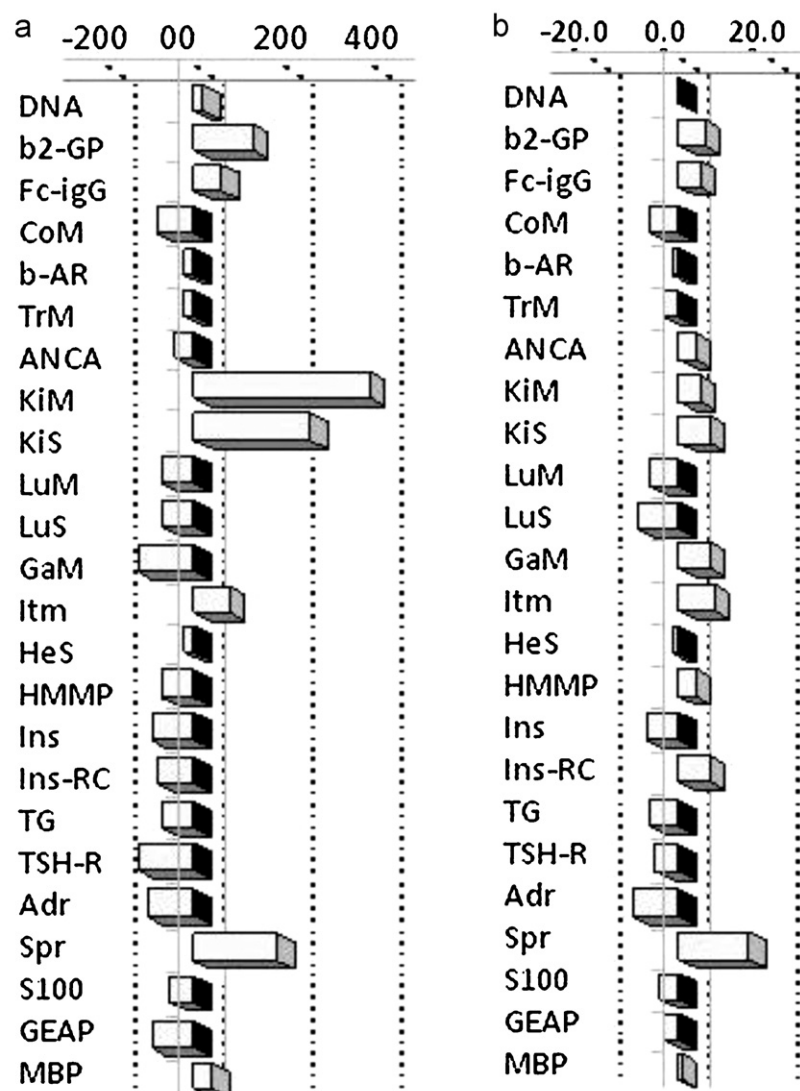 a -200 00 200 400
DNA
b2-GP
Fc-igG
CoM
b-AR
TrM
ANCA
KiM
KiS
LuM
LuS
GaM
Itm
HeS
HMMP
Ins
Ins-RC
TG
TSH-R
Adr
Spr
S100
GEAP
MBP
b -20.0 0.0 20.0
DNA
b2-GP
Fc-igG
CoM
b-AR
TrM
ANCA
KiM
KiS
LuM
LuS
GaM
Itm
HeS
HMMP
Ins
Ins-RC
TG
TSH-R
Adr
Spr
S100
GEAP
MBP